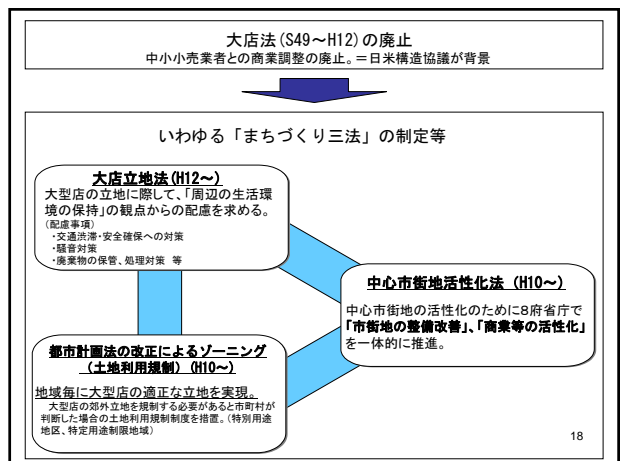 大店法(S49～H12)の廃止
中小小売業者との商業調整の廃止。＝日米構造協議が背景
いわゆる「まちづくり三法」の制定等
大店立地法(H12～)
大型店の立地に際して、「周辺の生活環
境の保持」の観点からの配慮を求める。
(配慮事項)
・交通渋滞・安全確保への対策
・騒音対策
・廃棄物の保管、処理対策 等
中心市街地活性化法 (H10～)
中心市街地の活性化のために8府省庁で
「市街地の整備改善」、「商業等の活性化」
を一体的に推進。
都市計画法の改正によるゾーニング
（土地利用規制）(H10～)
地域毎に大型店の適正な立地を実現。
大型店の郊外立地を規制する必要があると市町村が
判断した場合の土地利用規制制度を措置。（特別用途
地区、特定用途制限地域）
18